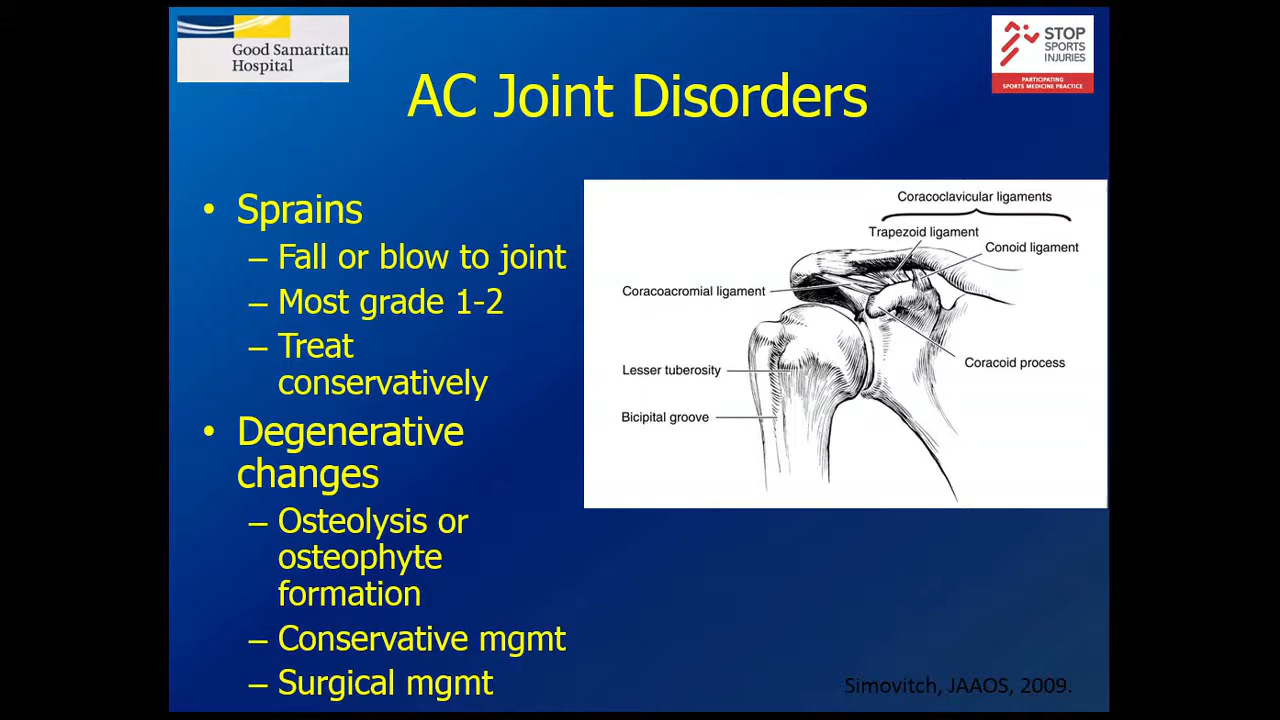 Good Samaritan
Hospital
STOP
SPORTS
INJURIES
PARTICIPATING
SPORTS MEDICINE PRACTICE
AC Joint Disorders
• Sprains
– Fall or blow to joint
– Most grade 1-2
– Treat
conservatively
• Degenerative
changes
– Osteolysis or
osteophyte
formation
– Conservative mgmt
– Surgical mgmt
Coracoclavicular ligaments
Trapezoid ligament
Conoid ligament
Coracoacromial ligament
Coracoid process
Lesser tuberosity
Bicipital groove
Simovitch, JAAOS, 2009.